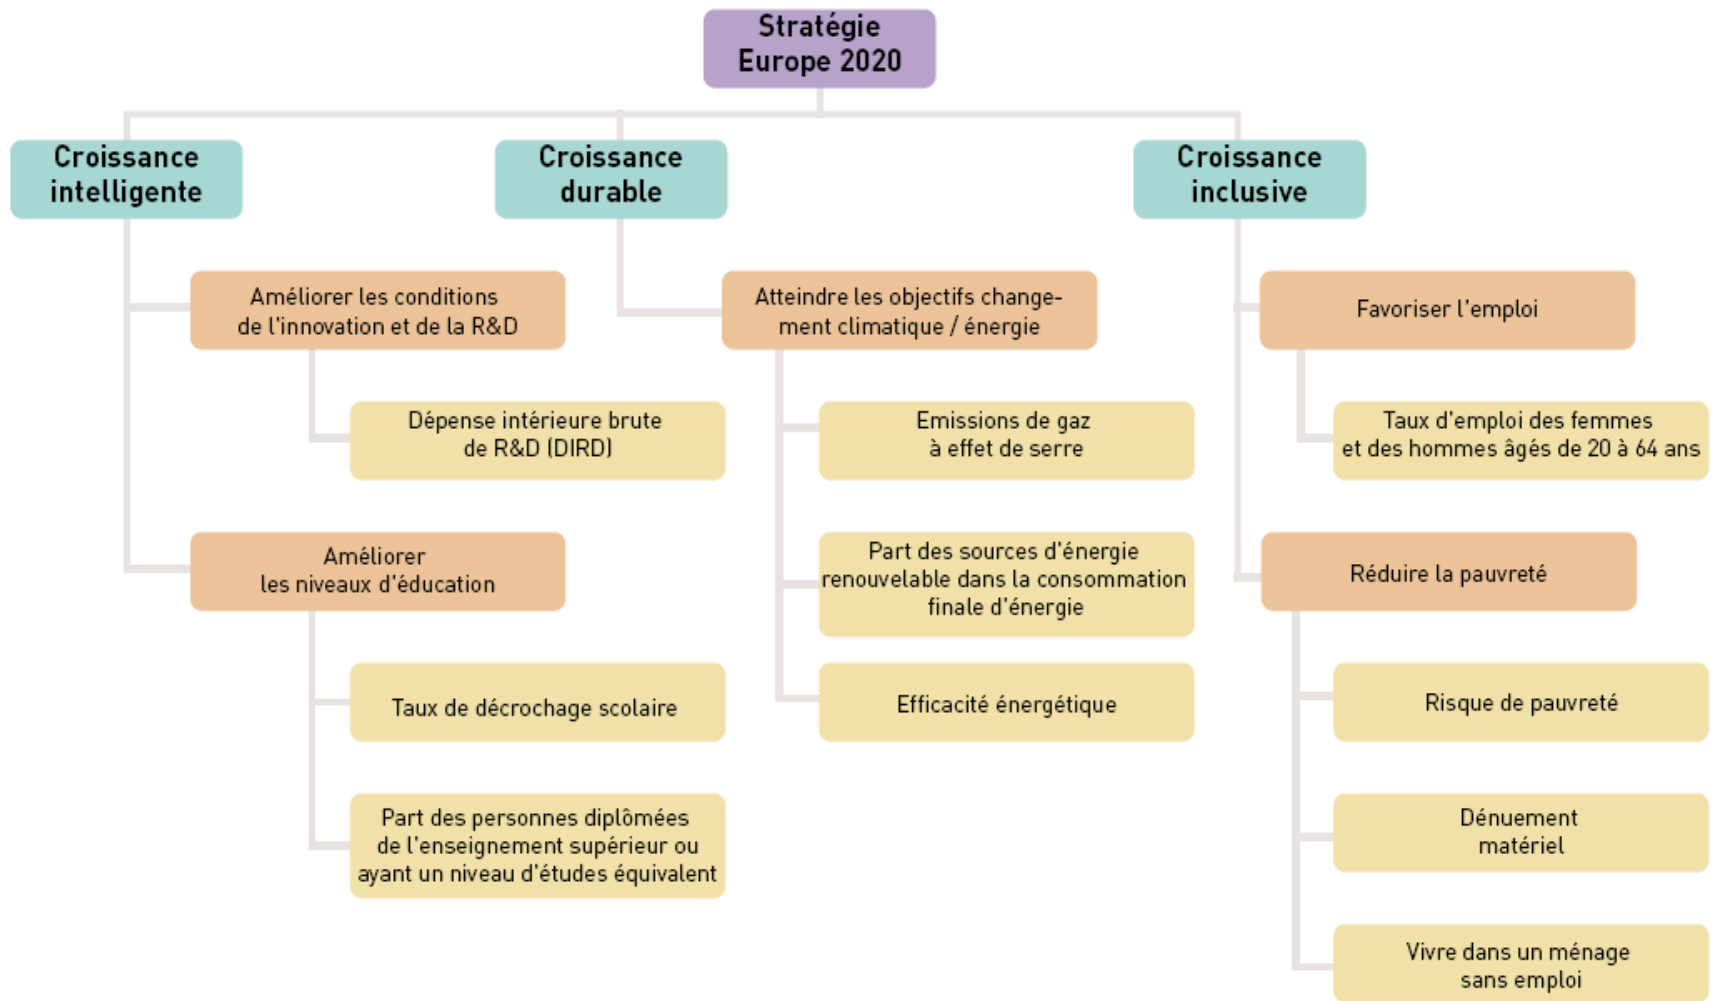 Stratégie
Europe 2020
Croissance
intelligente
Croissance
durable
Croissance
inclusive
Améliorer les conditions
de l'innovation et de la R&D
Dépense intérieure brute
de R&D (DIRD)
Améliorer
les niveaux d'éducation
Taux de décrochage scolaire
Part des personnes diplômées
de l'enseignement supérieur ou
ayant un niveau d'études équivalent
Atteindre les objectifs change-
ment climatique / énergie
Emissions de gaz
à effet de serre
Part des sources d'énergie
renouvelable dans la consommation
finale d'énergie
Efficacité énergétique
Favoriser l'emploi
Taux d'emploi des femmes
et des hommes âgés de 20 à 64 ans
Réduire la pauvreté
Risque de pauvreté
Dénuement
matériel
Vivre dans un ménage
sans emploi